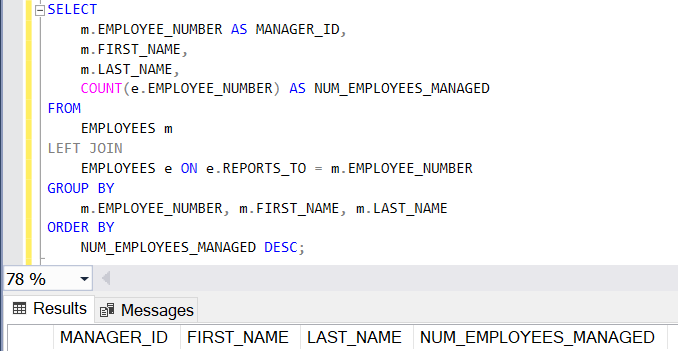 SELECT
m.EMPLOYEE_NUMBER AS MANAGER_ID,
m.FIRST_NAME,
m.LAST_NAME,
COUNT(e.EMPLOYEE_NUMBER) AS NUM_EMPLOYEES_MANAGED
FROM
EMPLOYEES m
LEFT JOIN
EMPLOYEES e ON e.REPORTS_TO = m.EMPLOYEE_NUMBER
GROUP BY
m.EMPLOYEE_NUMBER, m.FIRST_NAME, m.LAST_NAME
ORDER BY
NUM_EMPLOYEES_MANAGED DESC;
78 %
Results Messages
MANAGER_ID FIRST_NAME LAST_NAME NUM_EMPLOYEES_MANAGED